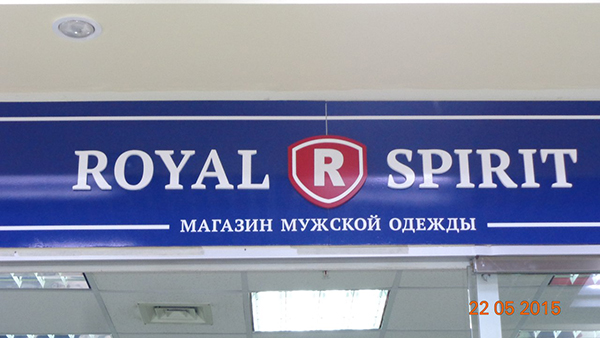 ROYAL R SPIRIT
МАГАЗИН МУЖСКОЙ ОДЕЖДЫ
22 05 2015